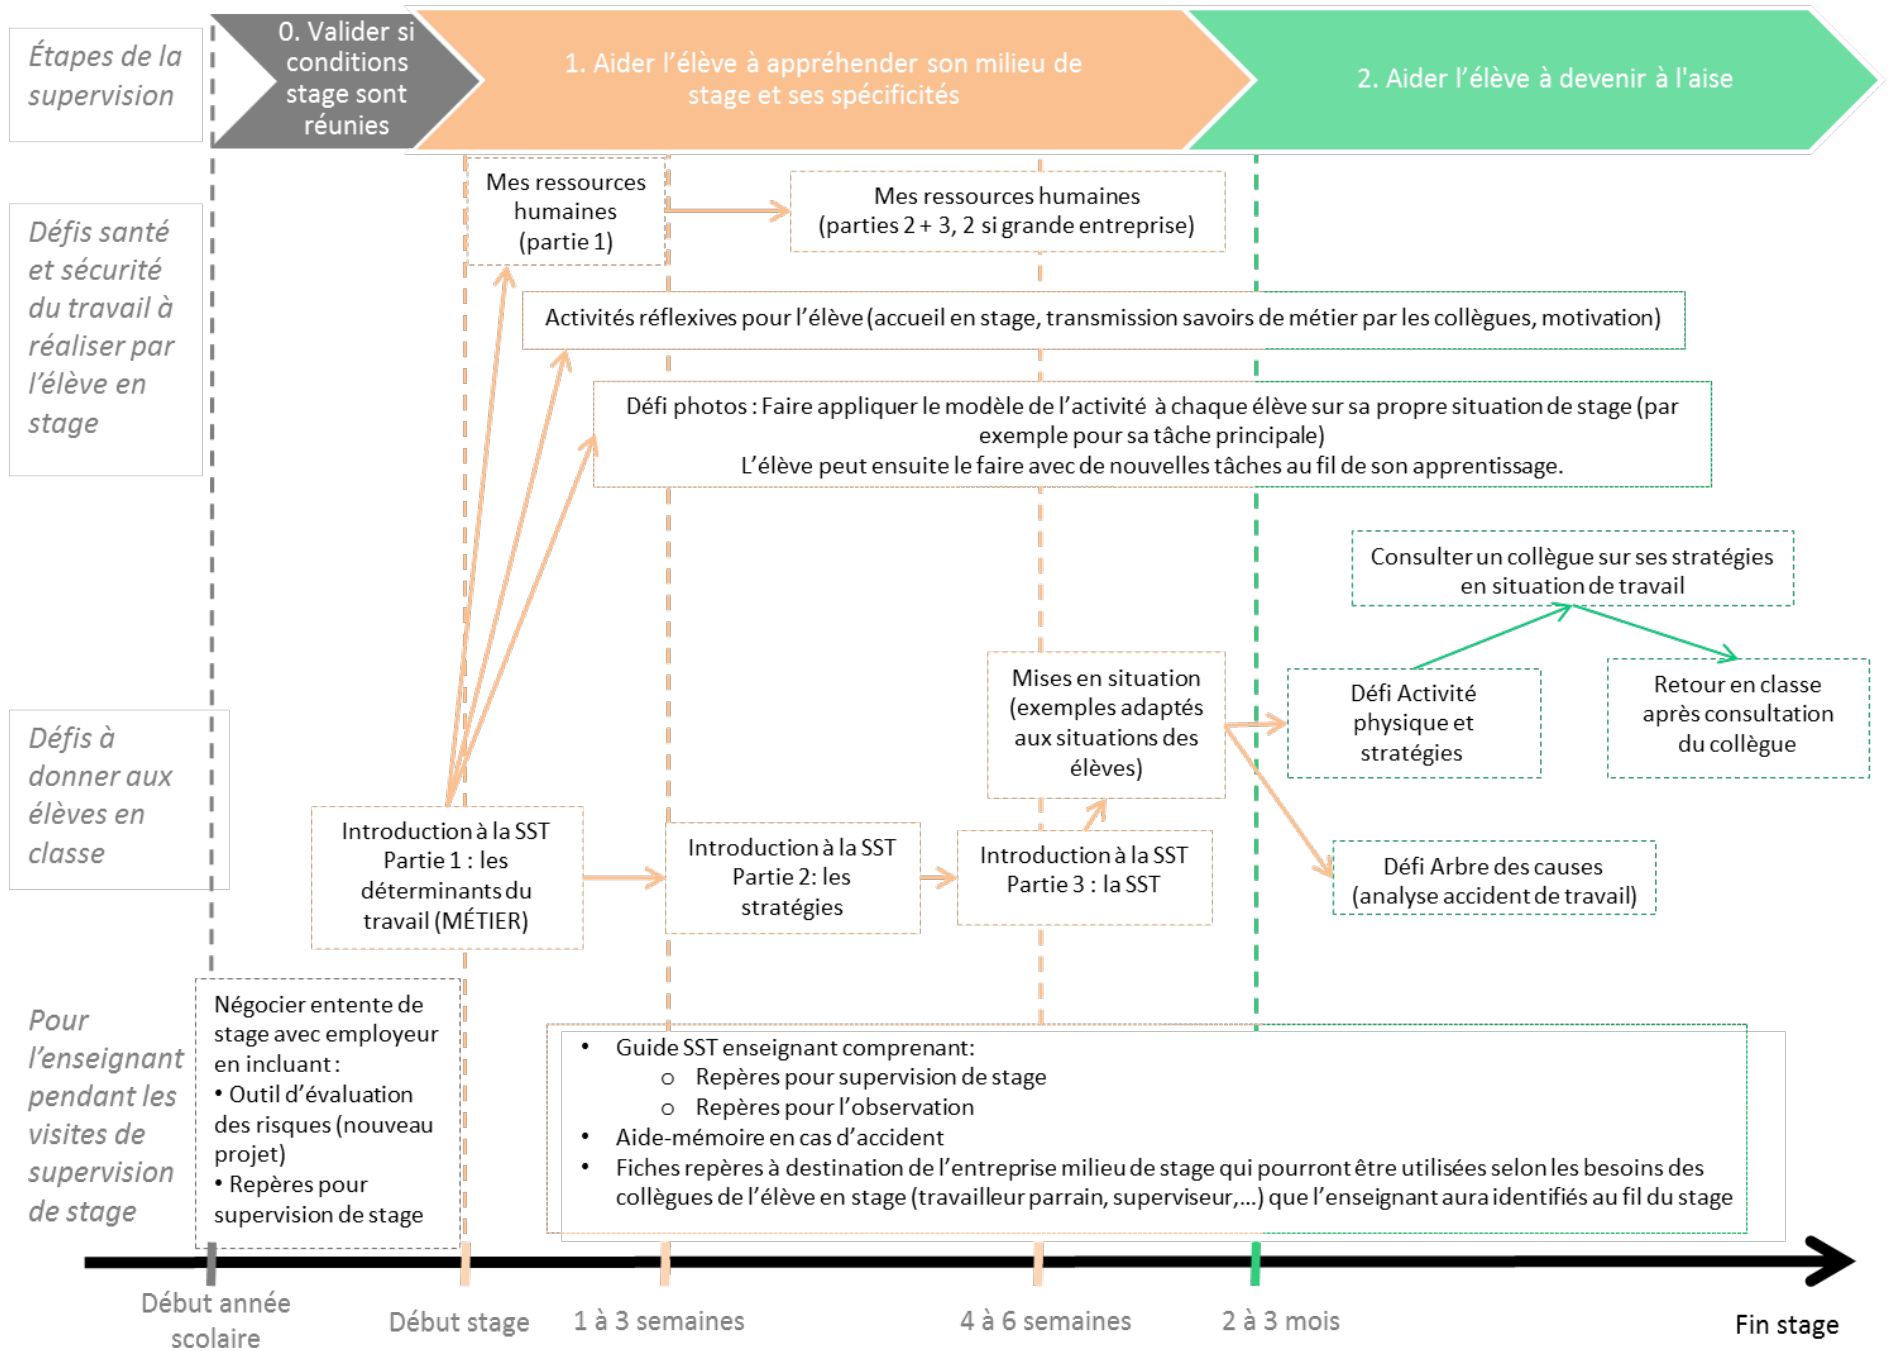 Étapes de la
supervision
0. Valider si
conditions
stage sont
réunies
1. Aider l’élève à appréhender son milieu de
stage et ses spécificités
2. Aider l’élève à devenir à l'aise
Défis santé
et sécurité
du travail à
réaliser par
l’élève en
stage
Mes ressources
humaines
(partie 1)
Mes ressources humaines
(parties 2 + 3, 2 si grande entreprise)
Activités réflexives pour l’élève (accueil en stage, transmission savoirs de métier par les collègues, motivation)
Défi photos : Faire appliquer le modèle de l’activité à chaque élève sur sa propre situation de stage (par
exemple pour sa tâche principale)
L’élève peut ensuite le faire avec de nouvelles tâches au fil de son apprentissage.
Consulter un collègue sur ses stratégies
en situation de travail
Défis à
donner aux
élèves en
classe
Introduction à la SST
Partie 1 : les
déterminants du
travail (MÉTIER)
Introduction à la SST
Partie 2: les
stratégies
Introduction à la SST
Partie 3 : la SST
Mises en situation
(exemples adaptés
aux situations des
élèves)
Défi Activité
physique et
stratégies
Retour en classe
après consultation
du collègue
Défi Arbre des causes
(analyse accident de travail)
Pour
l’enseignant
pendant les
visites de
supervision
de stage
Négocier entente de
stage avec employeur
en incluant :
• Outil d’évaluation
des risques (nouveau
projet)
• Repères pour
supervision de stage
• Guide SST enseignant comprenant:
o Repères pour supervision de stage
o Repères pour l’observation
• Aide-mémoire en cas d’accident
• Fiches repères à destination de l’entreprise milieu de stage qui pourront être utilisées selon les besoins des
collègues de l’élève en stage (travailleur parrain, superviseur,…) que l’enseignant aura identifiés au fil du stage
Début année
scolaire
Début stage
1 à 3 semaines
4 à 6 semaines
2 à 3 mois
Fin stage